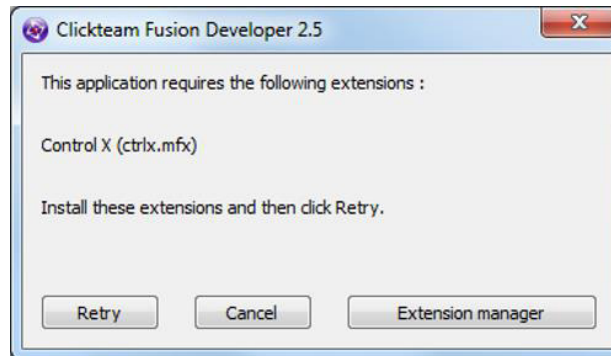 Clickteam Fusion Developer 2.5
This application requires the following extensions :
Control X (ctrlx.mfx)
Install these extensions and then click Retry.
Retry Cancel Extension manager